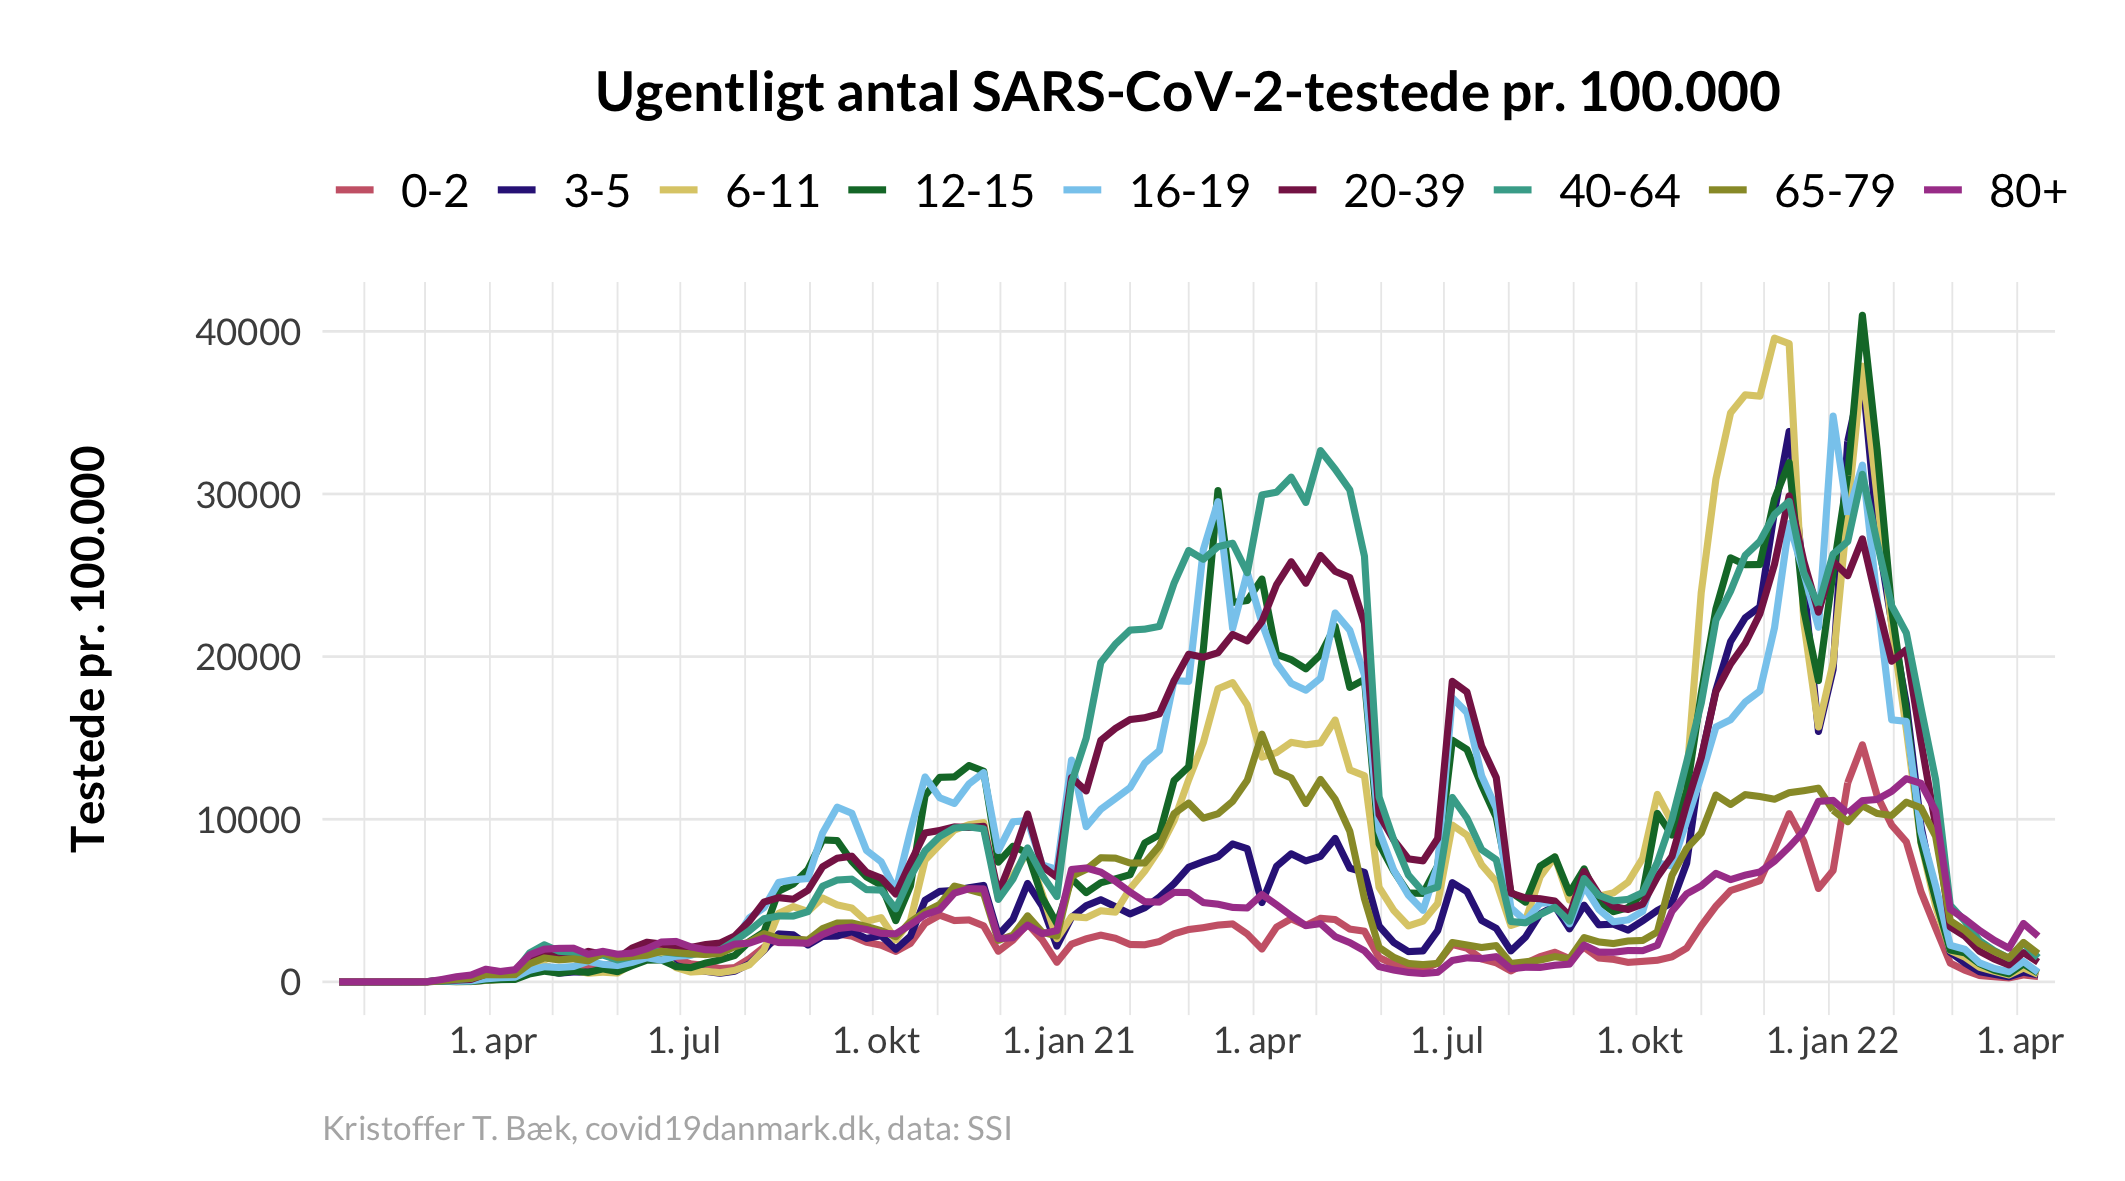 Ugentligt antal SARS-CoV-2-testede pr. 100.000
0-2 3-5 6-11 12-15 16-19 20-39 40-64 65-79 80+
Testede pr. 100.000
40000
30000
20000
10000
0
1. apr 1. jul 1. okt 1. jan 21 1. apr 1. jul 1. okt 1. jan 22 1. apr
Kristoffer T. Bæk, covid19danmark.dk, data: SSI